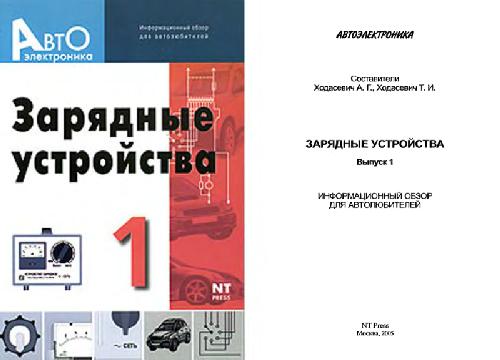 АВТО
электроника
Информационный обзор
для автолюбителей
Зарядные
устройства
1
NT
PRESS
~ СЕТЬ
АВТОЭЛЕКТРОНИКА
Составители
Ходасевич А. Г., Ходасевич Т. И.
ЗАРЯДНЫЕ УСТРОЙСТВА
Выпуск 1
ИНФОРМАЦИОННЫЙ ОБЗОР
ДЛЯ АВТОЛЮБИТЕЛЕЙ
NT Press
Москва, 2005